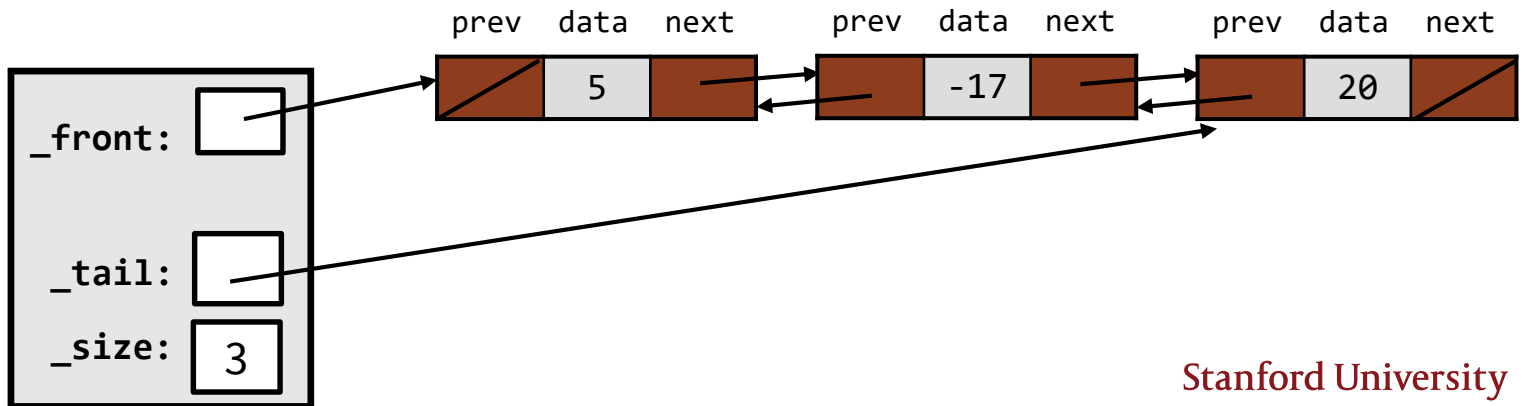 prev data next prev data next prev data next
5 -17 20
_front:
_tail:
_size: 3
Stanford University